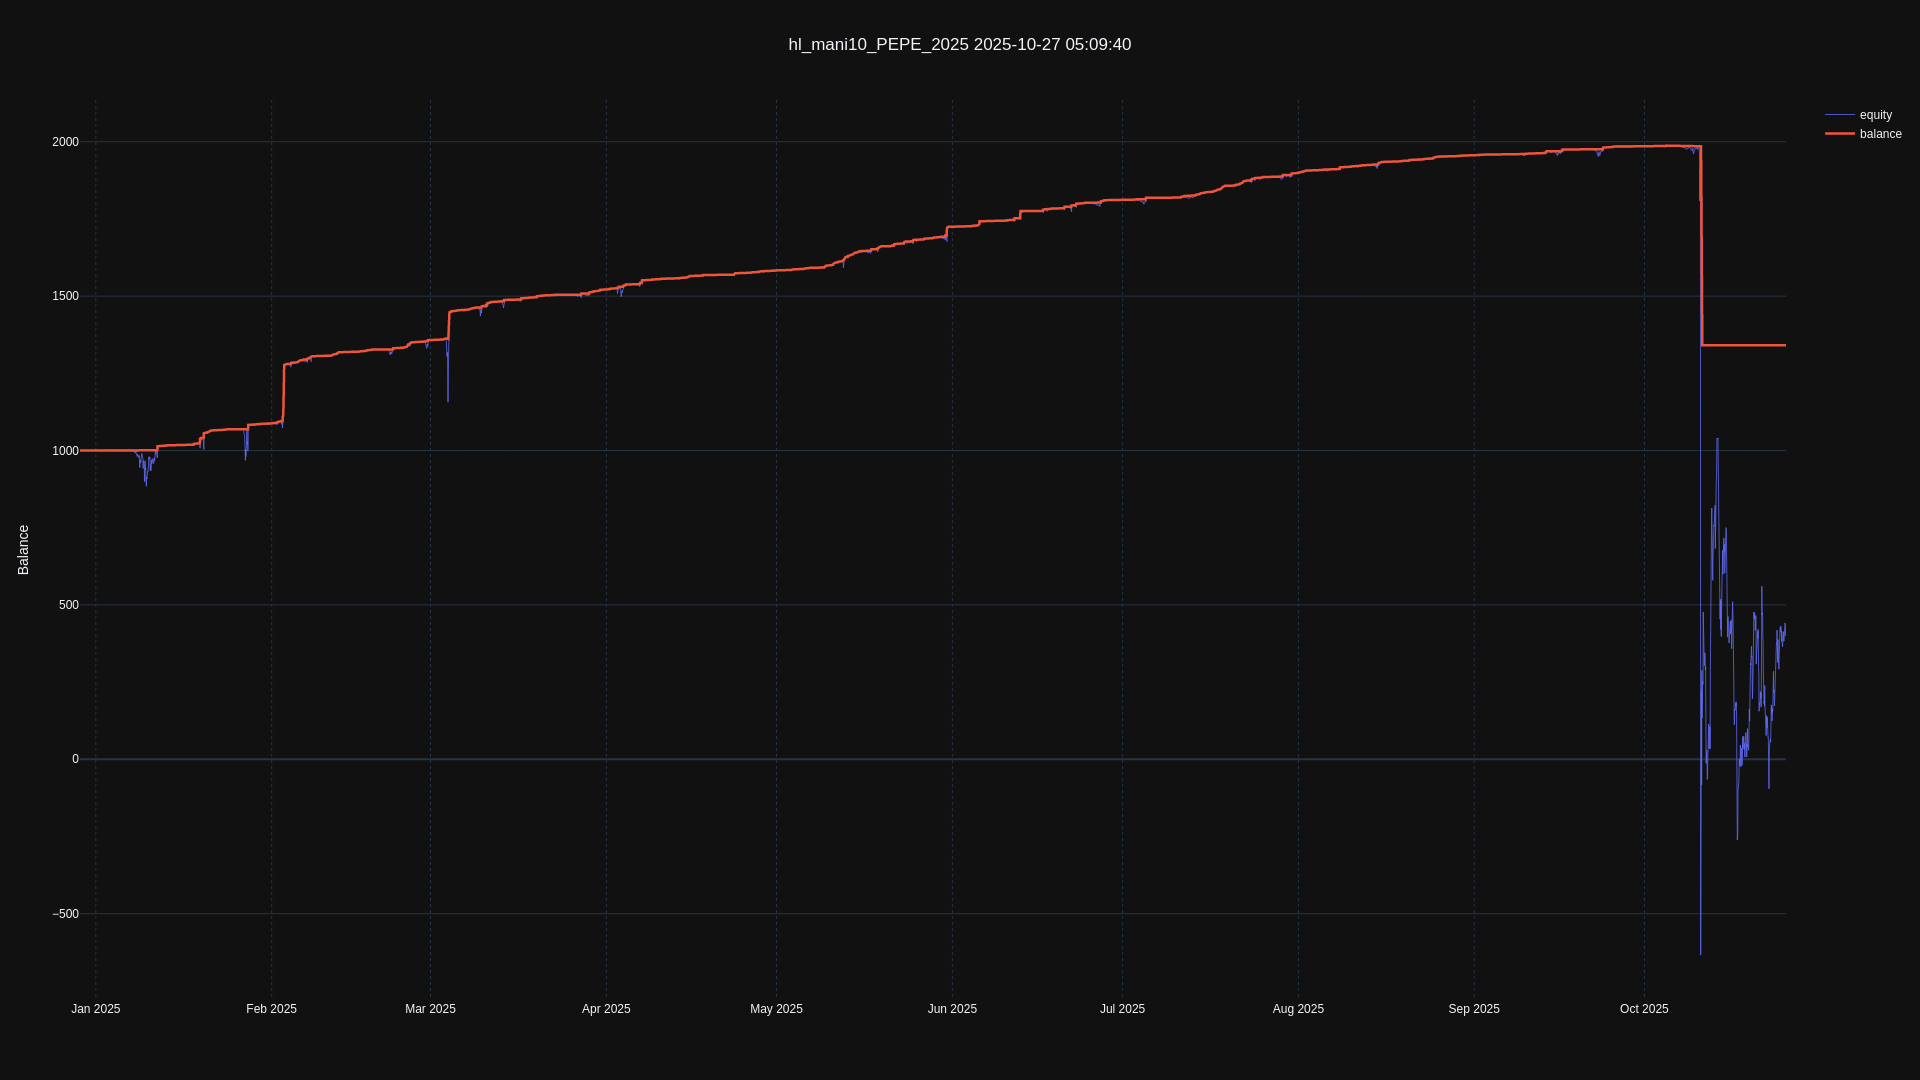 hl_mani10_PEPE_2025 2025-10-27 05:09:40
equity
balance
Balance
2000
1500
1000
500
0
−500
Jan 2025
Feb 2025
Mar 2025
Apr 2025
May 2025
Jun 2025
Jul 2025
Aug 2025
Sep 2025
Oct 2025